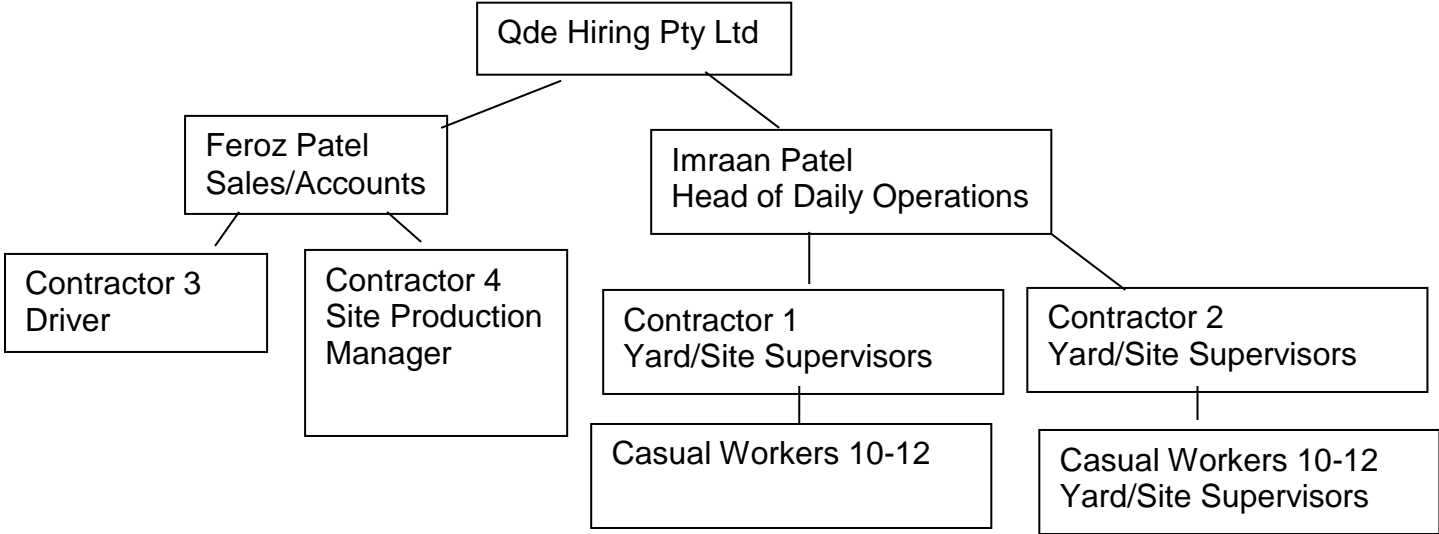 Qde Hiring Pty Ltd
Feroz Patel
Sales/Accounts
Imraan Patel
Head of Daily Operations
Contractor 3
Driver
Contractor 4
Site Production
Manager
Contractor 1
Yard/Site Supervisors
Contractor 2
Yard/Site Supervisors
Casual Workers 10-12
Casual Workers 10-12
Yard/Site Supervisors